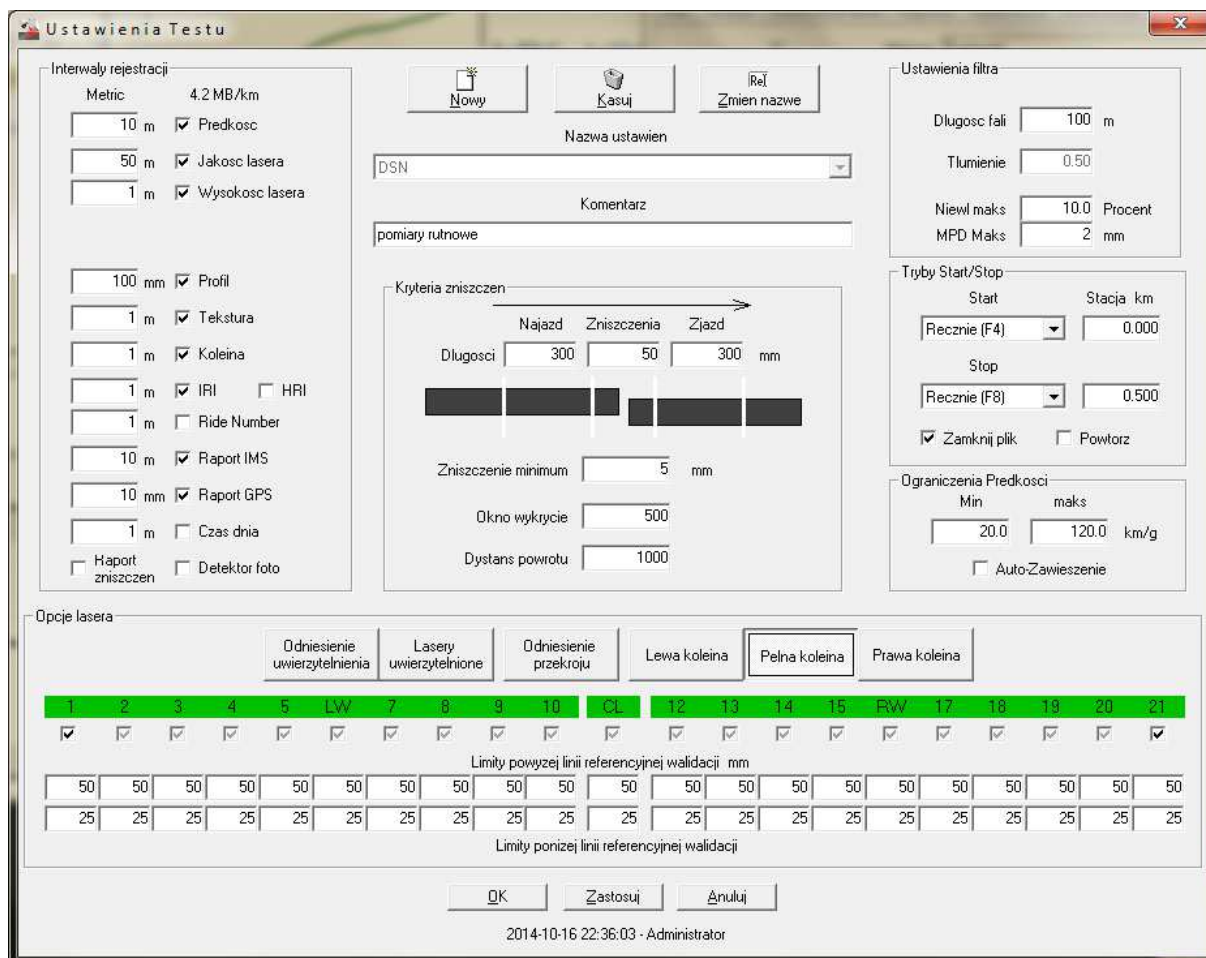 Ustawienia Testu
Interwaly rejestracji
Metric 4.2 MB/km
10 m Predkosc
50 m Jakosc lasera
1 m Wysokosc lasera
100 mm Profil
1 m Tekstura
1 m Koleina
1 m IRI HRI
1 m Ride Number
10 m Raport IMS
10 mm Raport GPS
1 m Czas dnia
Raport zniszczen Detektor foto
Nowy Kasuj ReI Zmien nazwe
Nazwa ustawien
DSN
Komentarz
pomiary rutnowe
Kryteria zniszczen
Najazd Zniszczenia Zjazd
Dlugosci 300 50 300 mm
Zniszczenie minimum 5 mm
Okno wykrycie 500
Dystans powrotu 1000
Ustawienia filtra
Dlugosc fali 100 m
Tlumienie 0.50
Niewl maks 10.0 Procent
MPD Maks 2 mm
Tryby Start/Stop
Start Stacja km
Recznie (F4) 0.000
Stop
Recznie (F8) 0.500
Zamknij plik Powtorz
Ograniczenia Predkosci
Min maks
20.0 120.0 km/g
Auto-Zawieszenie
Opcje lasera
Odniesienie uwierzytelnienia Lasery uwierzytelnione Odniesienie przekroju Lewa koleina Pelna koleina Prawa koleina
1 2 3 4 5 LW 7 8 9 10 CL 12 13 14 15 RW 17 18 19 20 21
Limity powyzej linii referencyjnej walidacji mm
50 50 50 50 50 50 50 50 50 50 50 50 50 50 50 50 50 50 50 50 50
25 25 25 25 25 25 25 25 25 25 25 25 25 25 25 25 25 25 25 25 25
Limity ponizej linii referencyjnej walidacji
OK Zastosuj Anuluj
2014-10-16 22:36:03 - Administrator